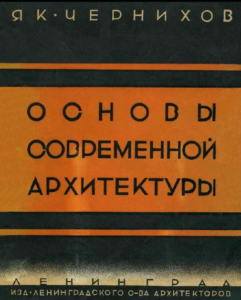 ЯК·ЧЕРНИХОВ
ОСНОВЫ
СОВРЕМЕННОЙ
АРХИТЕКТУРЫ
ЛЕНИНГРАД
ИЗД·ЛЕНИНГРАДСКОГО О-ВА АРХИТЕКТОРОВ